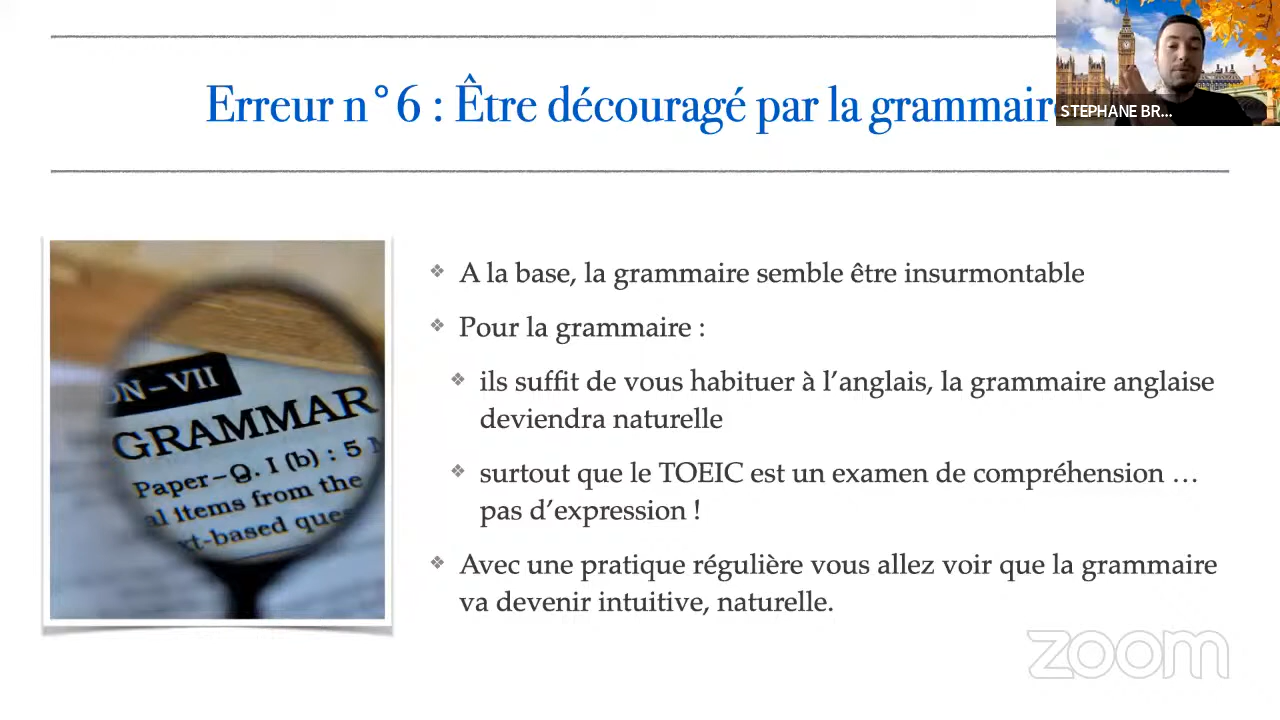 Erreur n°6 : Être découragé par la grammaire
STEPHANE BR...
❖ A la base, la grammaire semble être insurmontable
❖ Pour la grammaire :
❖ ils suffit de vous habituer à l’anglais, la grammaire anglaise
deviendra naturelle
❖ surtout que le TOEIC est un examen de compréhension …
pas d’expression !
❖ Avec une pratique régulière vous allez voir que la grammaire
va devenir intuitive, naturelle.
ON–VII
GRAMMAR
Paper–Q. I (b) : 5
al items from the
xt-based que
zoom